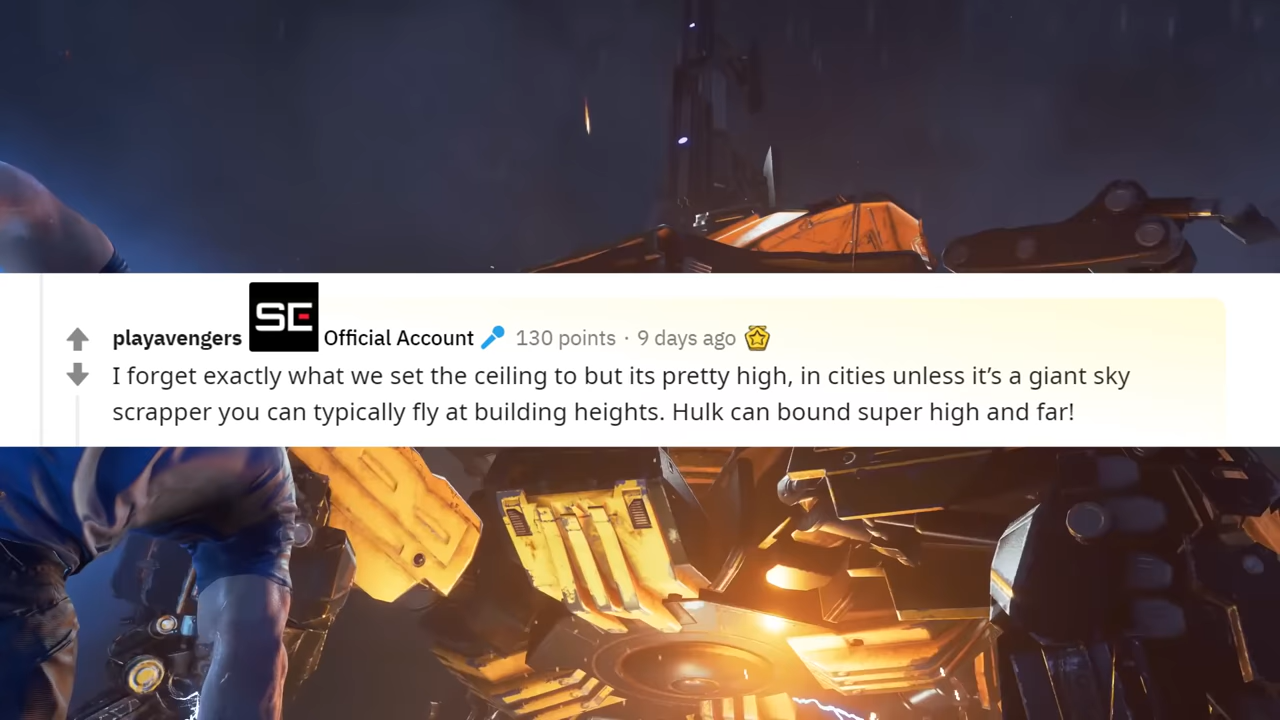 playavengers SE Official Account 130 points · 9 days ago
I forget exactly what we set the ceiling to but its pretty high, in cities unless it’s a giant sky
scrapper you can typically fly at building heights. Hulk can bound super high and far!